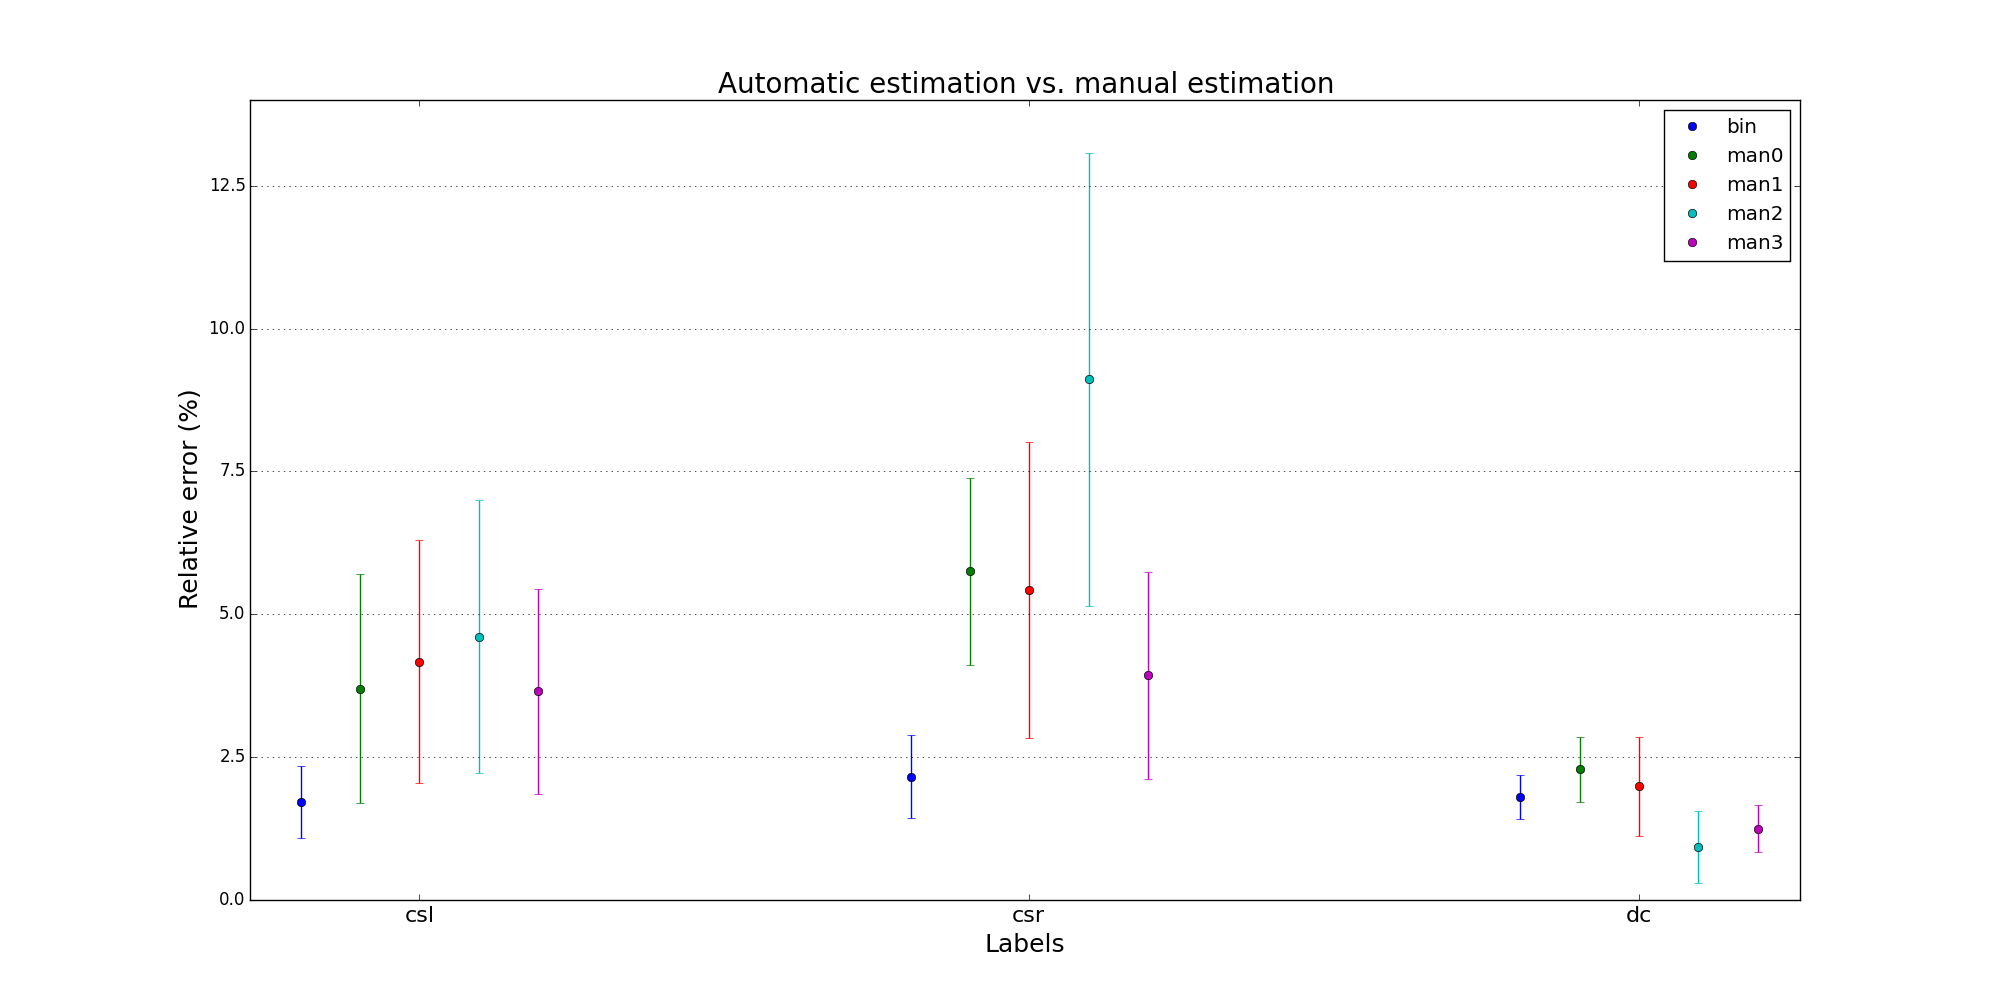 Automatic estimation vs. manual estimation
bin
man0
man1
man2
man3
12.5
10.0
7.5
5.0
2.5
0.0
Relative error (%)
csl
csr
dc
Labels